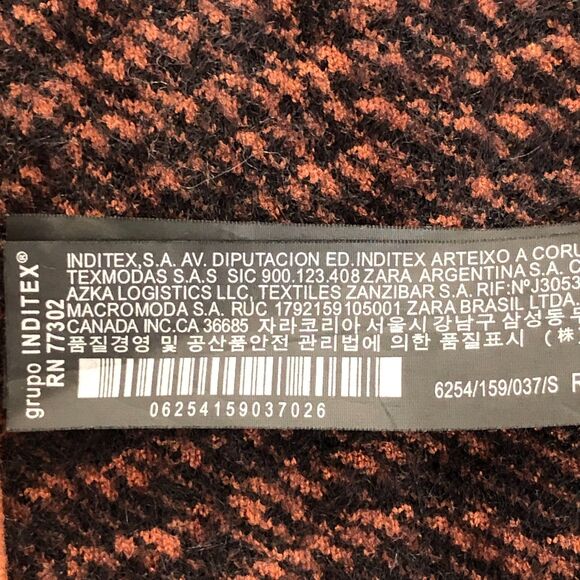 grupo INDITEX®
RN 77302
INDITEX,S.A. AV. DIPUTACION ED.INDITEX ARTEIXO A CORU
TEXMODAS S.A.S SIC 900.123.408 ZARA ARGENTINA S.A. C
AZKA LOGISTICS LLC, TEXTILES ZANZIBAR S.A. RIF:NºJ3053
MACROMODA S.A. RUC 1792159105001 ZARA BRASIL LTDA
CANADA INC.CA 36685 자라코리아 서울시 강남구 삼성동
품질경영 및 공산품안전 관리법에 의한 품질표시 (株
06254159037026
6254/159/037/S